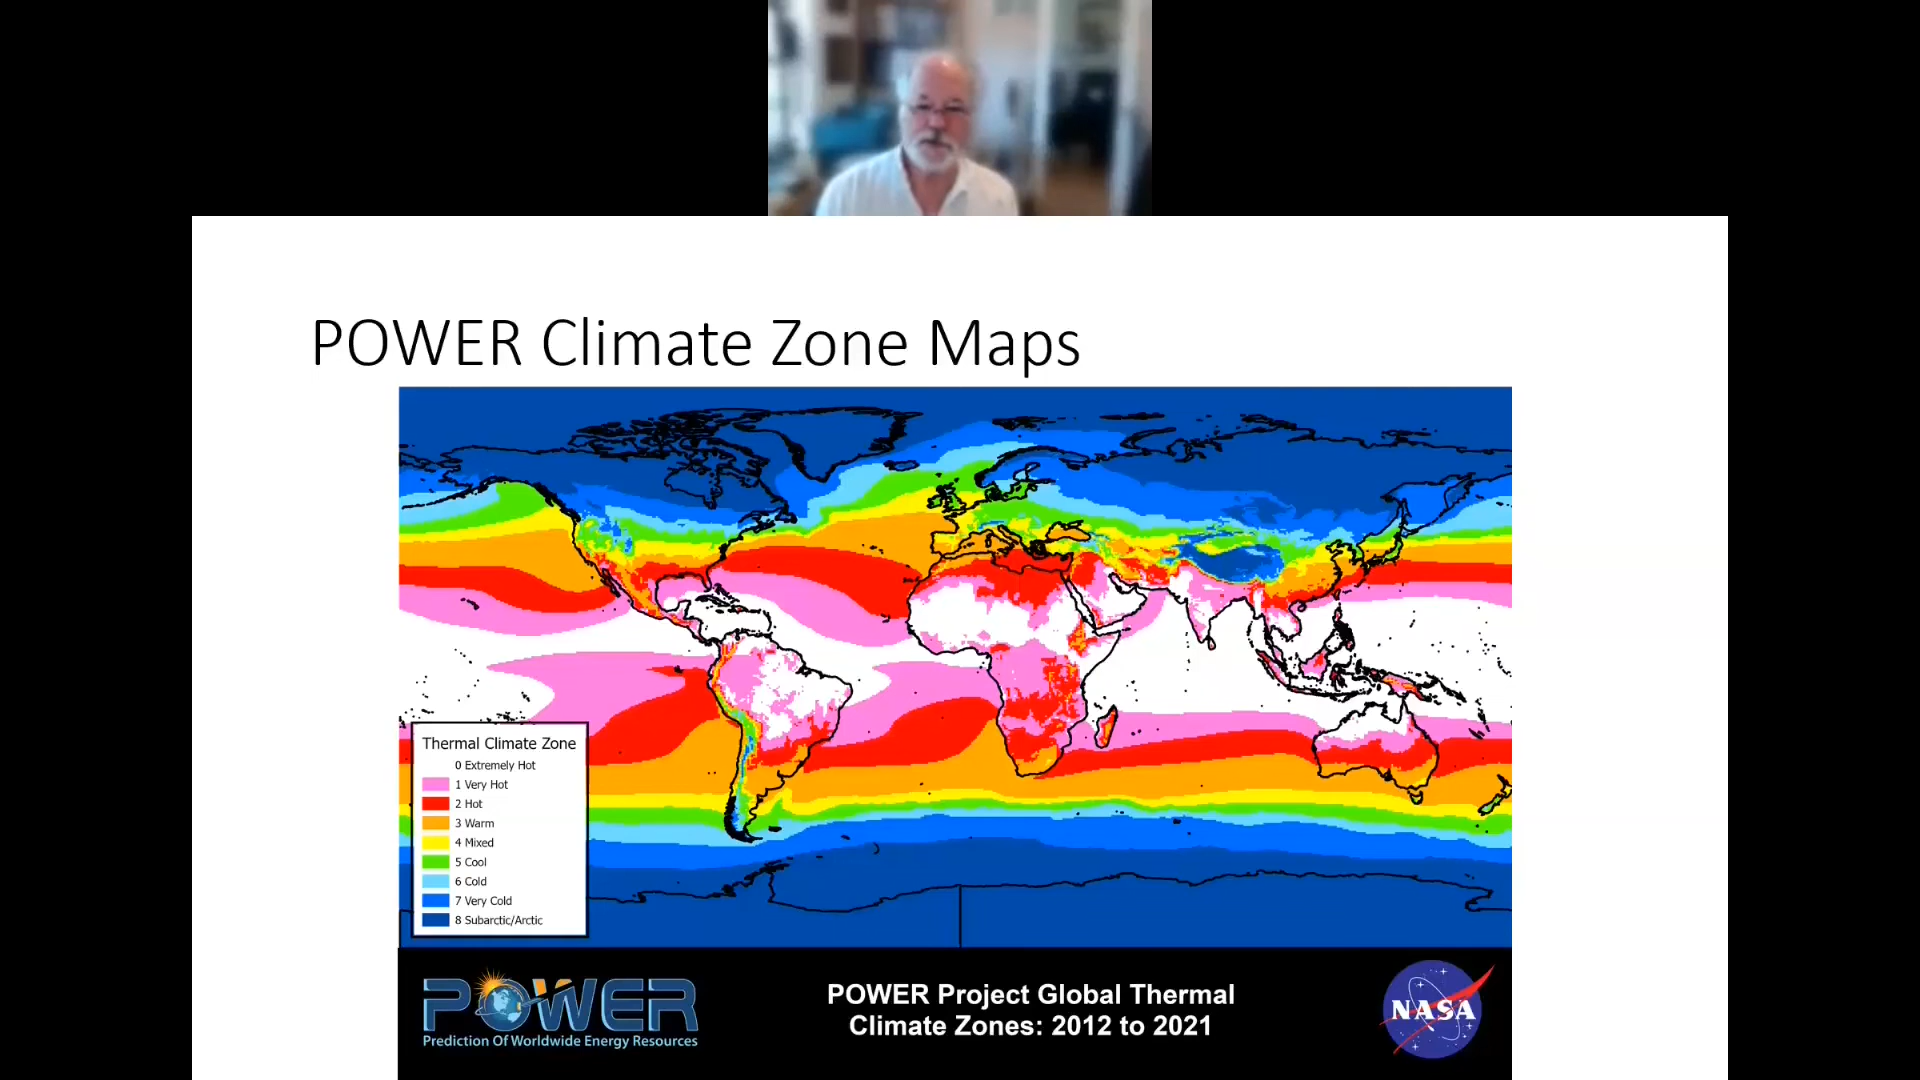 POWER Climate Zone Maps
Thermal Climate Zone
0 Extremely Hot
1 Very Hot
2 Hot
3 Warm
4 Mixed
5 Cool
6 Cold
7 Very Cold
8 Subarctic/Arctic
POWER
Prediction Of Worldwide Energy Resources
POWER Project Global Thermal
Climate Zones: 2012 to 2021
NASA